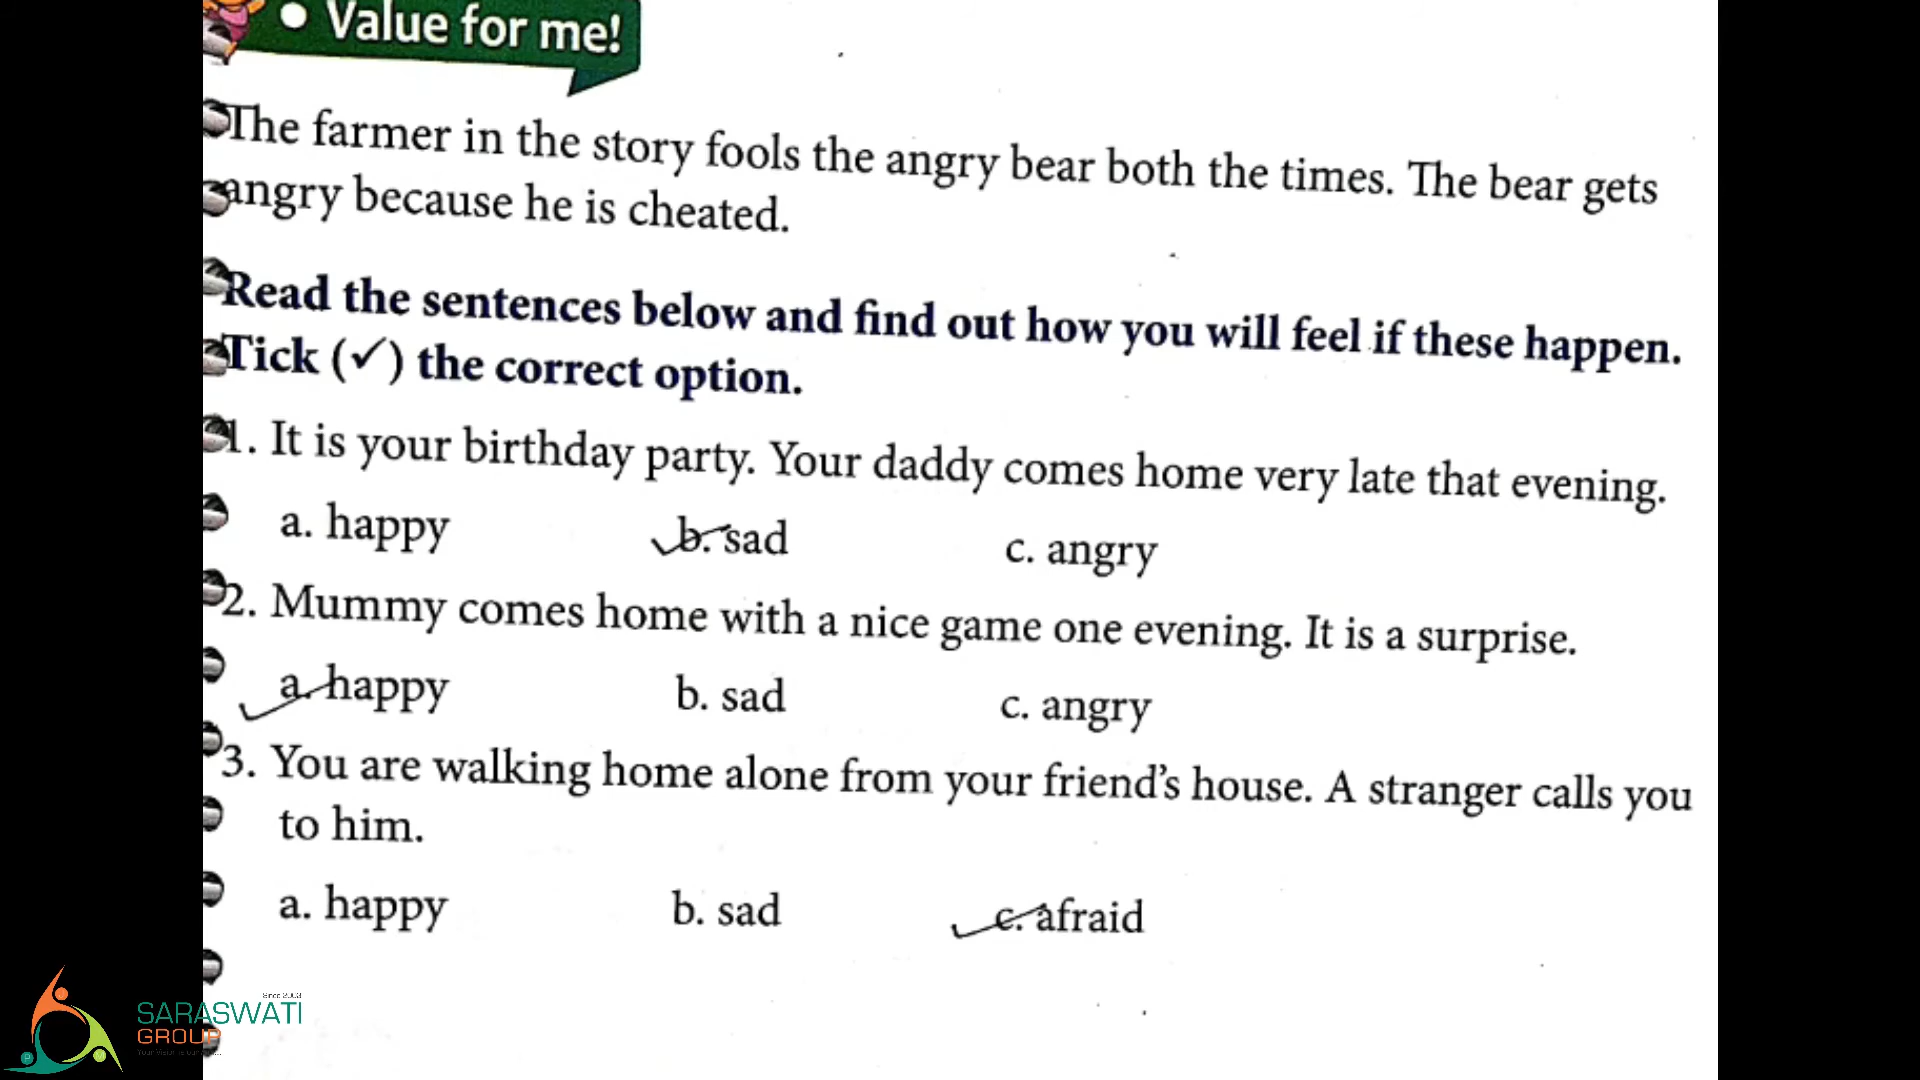 • Value for me!
The farmer in the story fools the angry bear both the times. The bear gets
angry because he is cheated.
Read the sentences below and find out how you will feel if these happen.
Tick (✓) the correct option.
1. It is your birthday party. Your daddy comes home very late that evening.
a. happy ✓b. sad c. angry
2. Mummy comes home with a nice game one evening. It is a surprise.
✓a. happy b. sad c. angry
3. You are walking home alone from your friend's house. A stranger calls you
to him.
a. happy b. sad ✓c. afraid
Since 2003
SARASWATI
GROUP